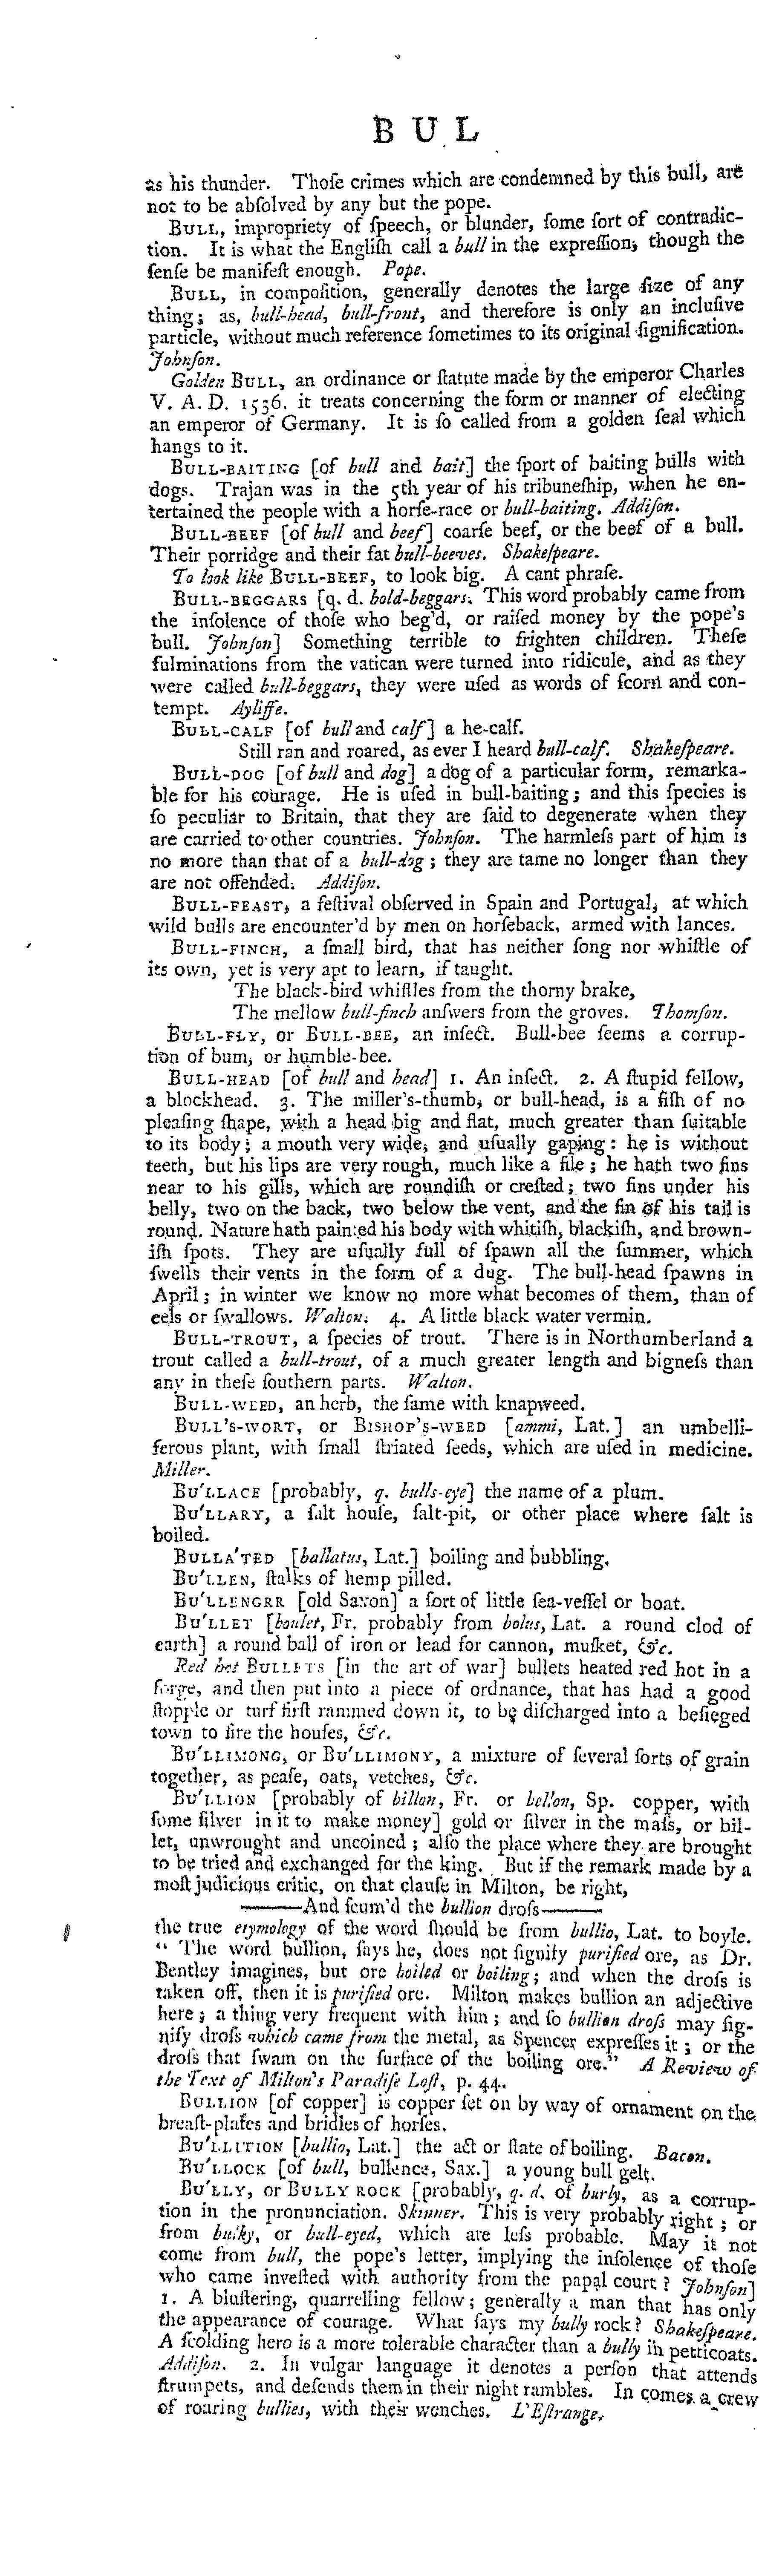 B U L
as his thunder. Thoſe crimes which are condemned by this bull, are
not to be abſolved by any but the pope.
BULL, impropriety of ſpeech, or blunder, ſome ſort of contradic-
tion. It is what the Engliſh call a bull in the expreſſion, though the
ſenſe be manifeſt enough. Pope.
BULL, in compoſition, generally denotes the large ſize of any
thing; as, bull-head, bull-front, and therefore is only an incluſive
particle, without much reference ſometimes to its original ſignification.
Johnſon.
Golden BULL, an ordinance or ſtatute made by the emperor Charles
V. A. D. 1536. it treats concerning the form or manner of electing
an emperor of Germany. It is ſo called from a golden ſeal which
hangs to it.
BULL-BAITING [of bull and bait] the ſport of baiting bulls with
dogs. Trajan was in the 5th year of his tribuneſhip, when he en-
tertained the people with a horſe-race or bull-baiting. Addiſon.
BULL-BEEF [of bull and beef] coarſe beef, or the beef of a bull.
Their porridge and their fat bull-beeves. Shakeſpeare.
To look like BULL-BEEF, to look big. A cant phraſe.
BULL-BEGGARS [q. d. bold-beggars. This word probably came from
the inſolence of thoſe who beg'd, or raiſed money by the pope's
bull. Johnſon] Something terrible to frighten children. Theſe
fulminations from the vatican were turned into ridicule, and as they
were called bull-beggars, they were uſed as words of ſcorn and con-
tempt. Ayliffe.
BULL-CALF [of bull and calf] a he-calf.
Still ran and roared, as ever I heard bull-calf. Shakeſpeare.
BULL-DOG [of bull and dog] a dog of a particular form, remarka-
ble for his courage. He is uſed in bull-baiting; and this ſpecies is
ſo peculiar to Britain, that they are ſaid to degenerate when they
are carried to other countries. Johnſon. The harmleſs part of him is
no more than that of a bull-dog; they are tame no longer than they
are not offended. Addiſon.
BULL-FEAST, a feſtival obſerved in Spain and Portugal, at which
wild bulls are encounter'd by men on horſeback, armed with lances.
BULL-FINCH, a ſmall bird, that has neither ſong nor whiſtle of
its own, yet is very apt to learn, if taught.
The black-bird whiſtles from the thorny brake,
The mellow bull-finch anſwers from the groves. Thomſon.
BULL-FLY, or BULL-BEE, an inſect. Bull-bee ſeems a corrup-
tion of bum, or humble-bee.
BULL-HEAD [of bull and head] 1. An inſect. 2. A ſtupid fellow,
a blockhead. 3. The miller's-thumb, or bull-head, is a fiſh of no
pleaſing ſhape, with a head big and flat, much greater than ſuitable
to its body; a mouth very wide, and uſually gaping: he is without
teeth, but his lips are very rough, much like a file; he hath two fins
near to his gills, which are roundiſh or creſted; two fins under his
belly, two on the back, two below the vent, and the fin of his tail is
round. Nature hath painted his body with whitiſh, blackiſh, and brown-
iſh ſpots. They are uſually full of ſpawn all the ſummer, which
ſwells their vents in the form of a dug. The bull-head ſpawns in
April; in winter we know no more what becomes of them, than of
eels or ſwallows. Walton. 4. A little black water vermin.
BULL-TROUT, a ſpecies of trout. There is in Northumberland a
trout called a bull-trout, of a much greater length and bigneſs than
any in theſe ſouthern parts. Walton.
BULL-WEED, an herb, the ſame with knapweed.
BULL'S-WORT, or BISHOP'S-WEED [ammi, Lat.] an umbelli-
ferous plant, with ſmall ſtriated ſeeds, which are uſed in medicine.
Miller.
BU'LLACE [probably, q. bulls-eye] the name of a plum.
BU'LLARY, a ſalt houſe, ſalt-pit, or other place where ſalt is
boiled.
BULLA'TED [ballatus, Lat.] boiling and bubbling.
BU'LLEN, ſtalks of hemp pilled.
BU'LLENGRR [old Saxon] a ſort of little ſea-veſſel or boat.
BU'LLET [boulet, Fr. probably from bolus, Lat. a round clod of
earth] a round ball of iron or lead for cannon, muſket, &c.
Red hot BULLETS [in the art of war] bullets heated red hot in a
forge, and then put into a piece of ordnance, that has had a good
ſtopple or turf firſt rammed down it, to be diſcharged into a beſieged
town to fire the houſes, &c.
BU'LLIMONG, or BU'LLIMONY, a mixture of ſeveral ſorts of grain
together, as peaſe, oats, vetches, &c.
BU'LLION [probably of billon, Fr. or bellon, Sp. copper, with
ſome ſilver in it to make money] gold or ſilver in the maſs, or bil-
let, unwrought and uncoined; alſo the place where they are brought
to be tried and exchanged for the king. But if the remark made by a
moſt judicious critic, on that clauſe in Milton, be right,
———And ſcum'd the bullion droſs———
the true etymology of the word ſhould be from bullio, Lat. to boyle.
" The word bullion, ſays he, does not ſignify purified ore, as Dr.
Bentley imagines, but ore boiled or boiling; and when the droſs is
taken off, then it is purified ore. Milton makes bullion an adjective
here; a thing very frequent with him; and ſo bullion droſs may ſig-
nify droſs which came from the metal, as Spencer expreſſes it; or the
droſs that ſwam on the ſurface of the boiling ore." A Review of
the Text of Milton's Paradiſe Loſt, p. 44.
BULLION [of copper] is copper ſet on by way of ornament on the
breaſt-plates and bridles of horſes.
BU'LLITION [bullio, Lat.] the act or ſtate of boiling. Bacon.
BU'LLOCK [of bull, bullence, Sax.] a young bull gelt.
BU'LLY, or BULLY ROCK [probably, q. d. of burly, as a corrup-
tion in the pronunciation. Skinner. This is very probably right; or
from bulky, or bull-eyed, which are leſs probable. May it not
come from bull, the pope's letter, implying the inſolence of thoſe
who came inveſted with authority from the papal court? Johnſon]
1. A bluſtering, quarrelling fellow; generally a man that has only
the appearance of courage. What ſays my bully rock? Shakeſpeare.
A ſcolding hero is a more tolerable character than a bully in petticoats.
Addiſon. 2. In vulgar language it denotes a perſon that attends
ſtrumpets, and defends them in their night rambles. In comes a crew
of roaring bullies, with their wenches. L'Eſtrange.